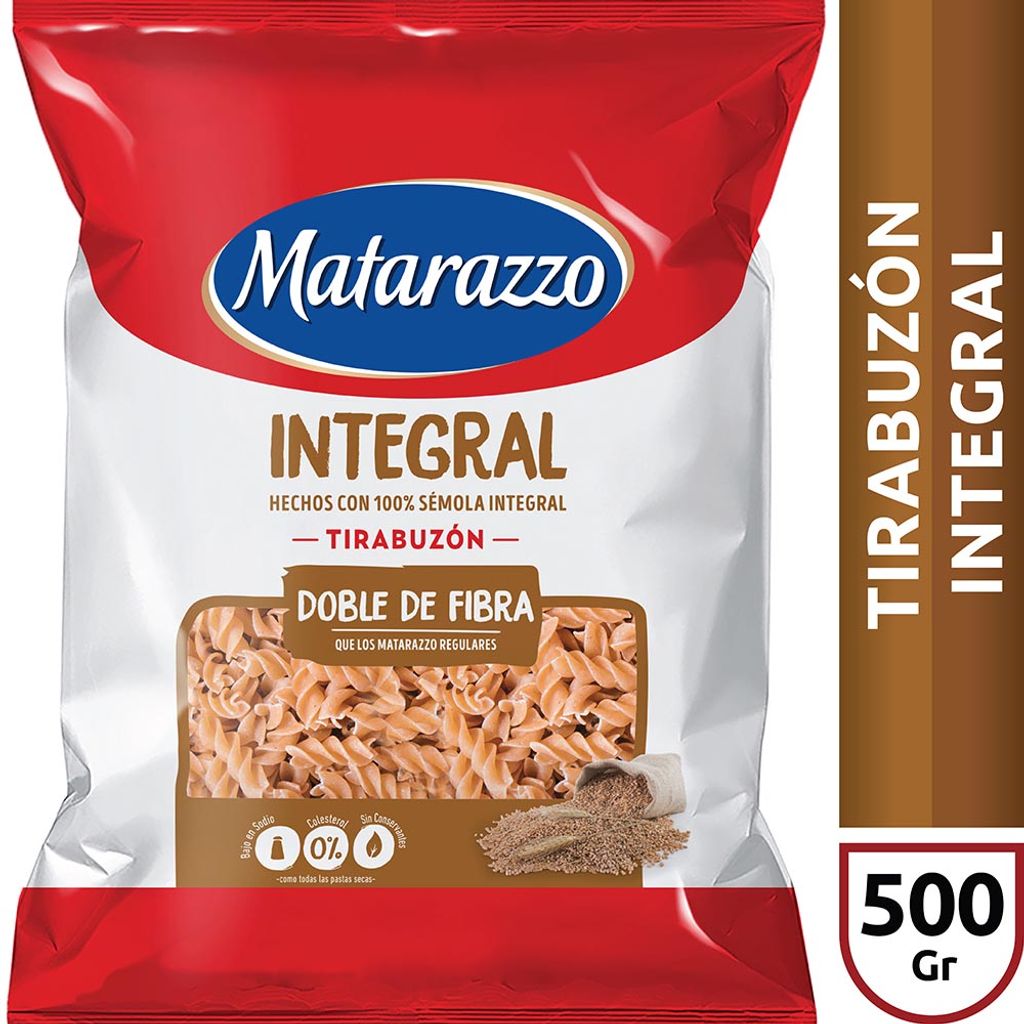 Matarazzo
INTEGRAL
HECHOS CON 100% SÉMOLA INTEGRAL
— TIRABUZÓN —
DOBLE DE FIBRA
QUE LOS MATARAZZO REGULARES
Bajo en Sodio
Colesterol
0%
Sin Conservantes
-como todas las pastas secas-
TIRABUZÓN
INTEGRAL
500
Gr